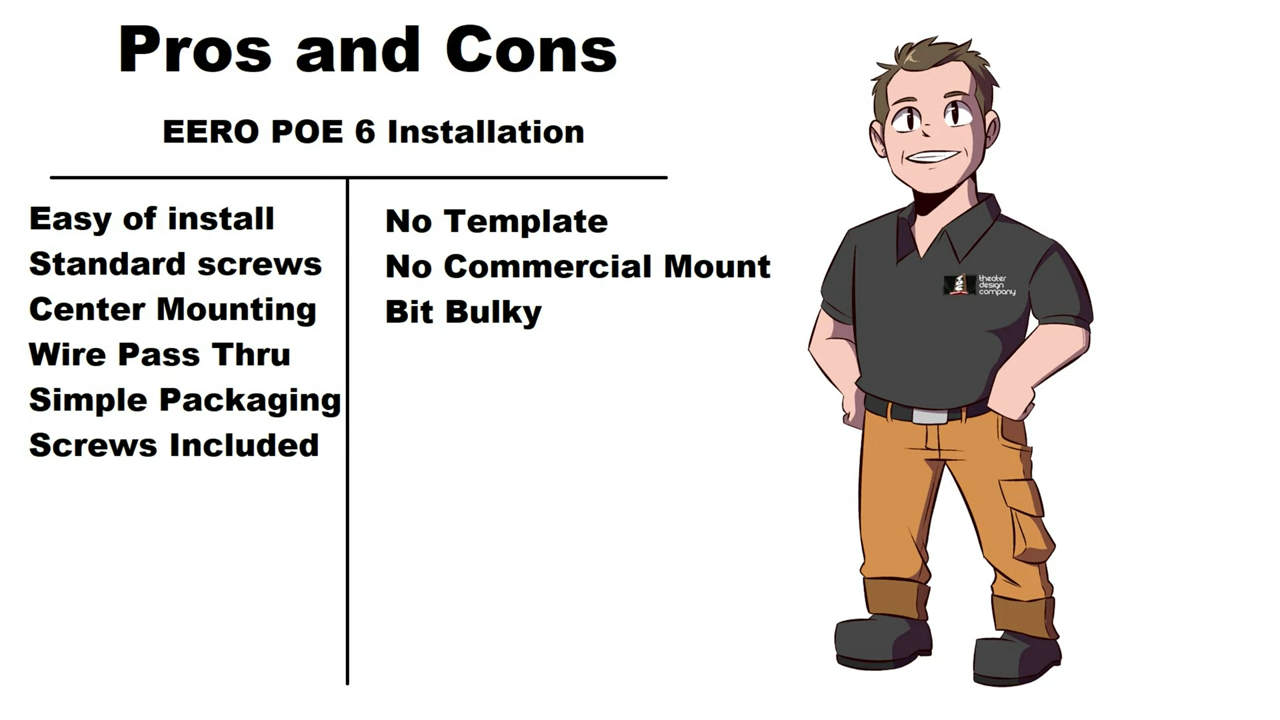 Pros and Cons
EERO POE 6 Installation
Easy of install
Standard screws
Center Mounting
Wire Pass Thru
Simple Packaging
Screws Included
No Template
No Commercial Mount
Bit Bulky
theater
design
company